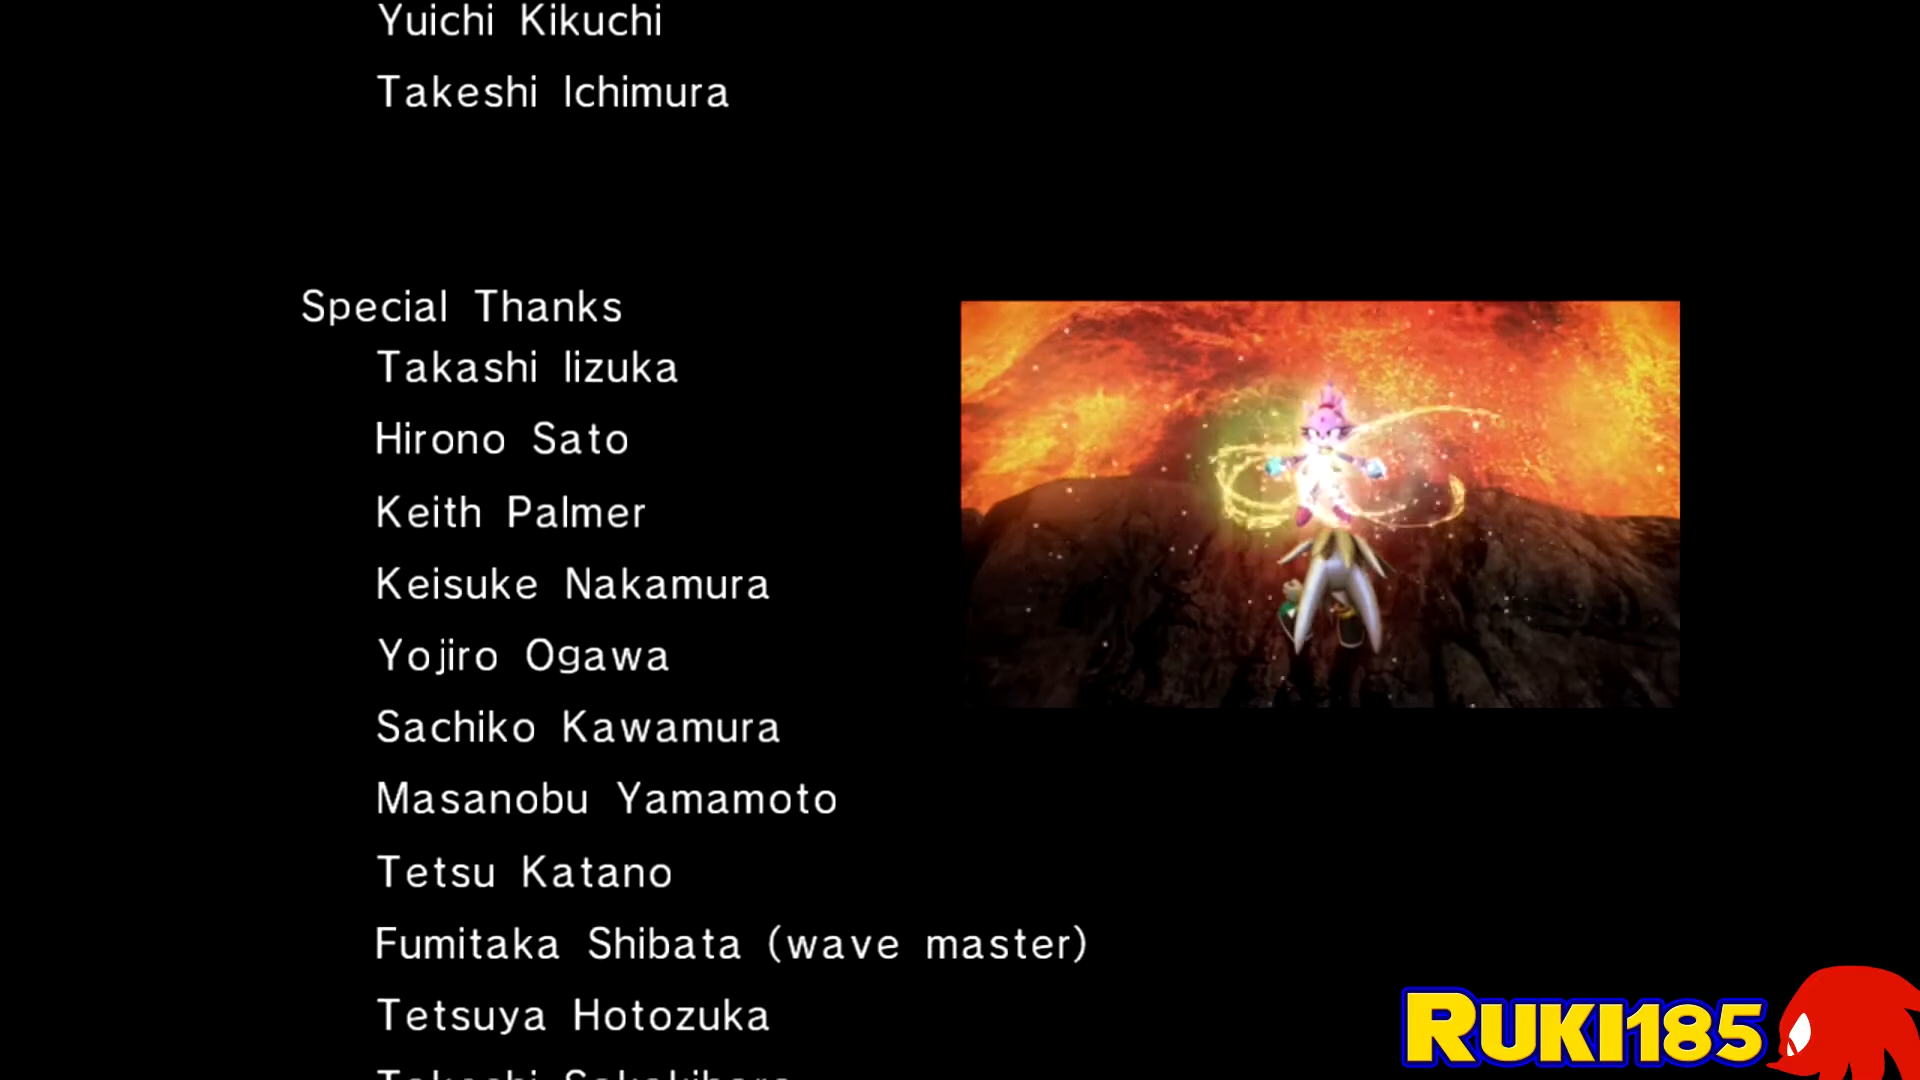 Yuichi Kikuchi
Takeshi Ichimura
Special Thanks
Takashi Iizuka
Hirono Sato
Keith Palmer
Keisuke Nakamura
Yojiro Ogawa
Sachiko Kawamura
Masanobu Yamamoto
Tetsu Katano
Fumitaka Shibata (wave master)
Tetsuya Hotozuka
RUKI185